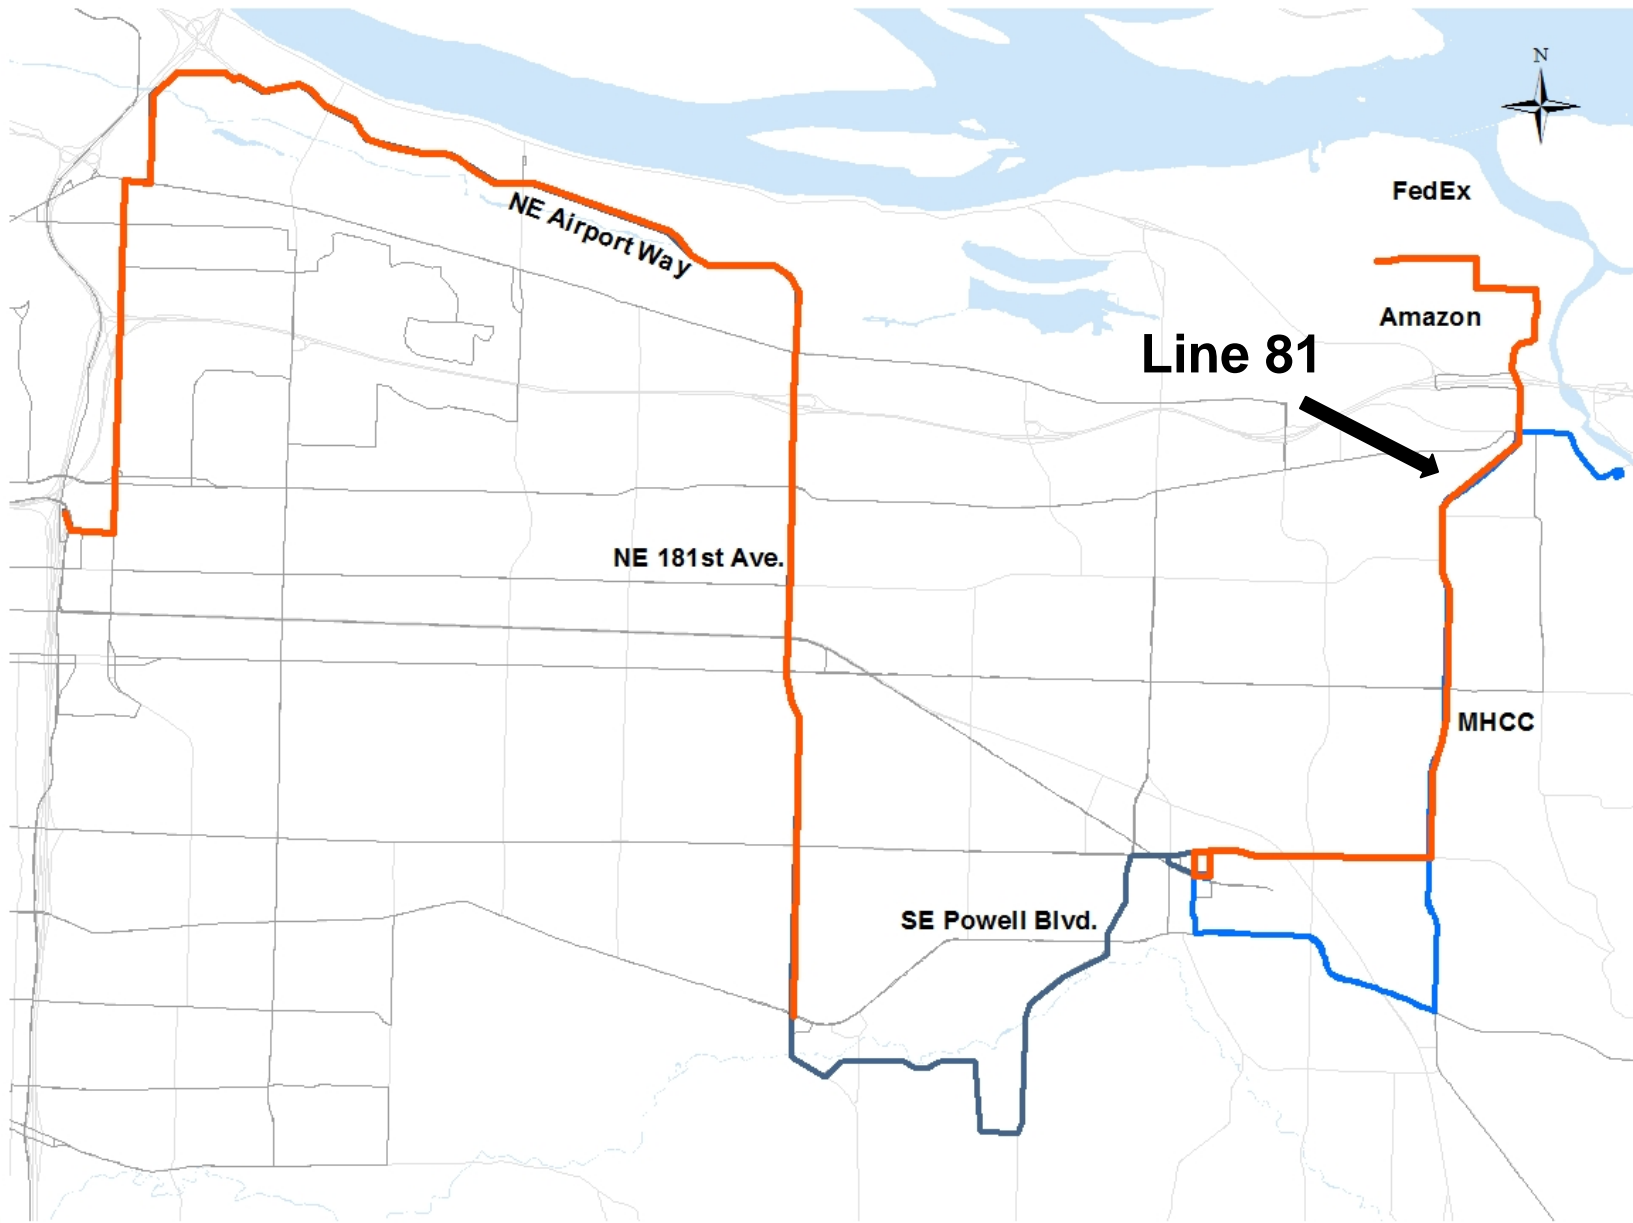 N
FedEx
NE Airport Way
Amazon
Line 81
NE 181st Ave.
MHCC
SE Powell Blvd.